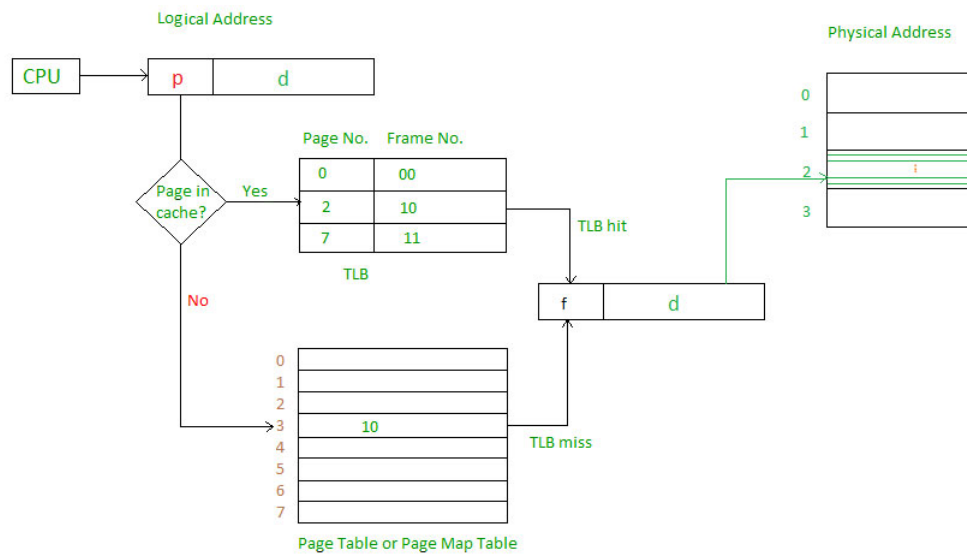 Logical Address
Physical Address
CPU
p d
Page No. Frame No.
0 00
2 10
7 11
TLB
Page in
cache?
Yes
No
TLB hit
f d
TLB miss
0
1
2
3 10
4
5
6
7
Page Table or Page Map Table
0
1
2 i
3